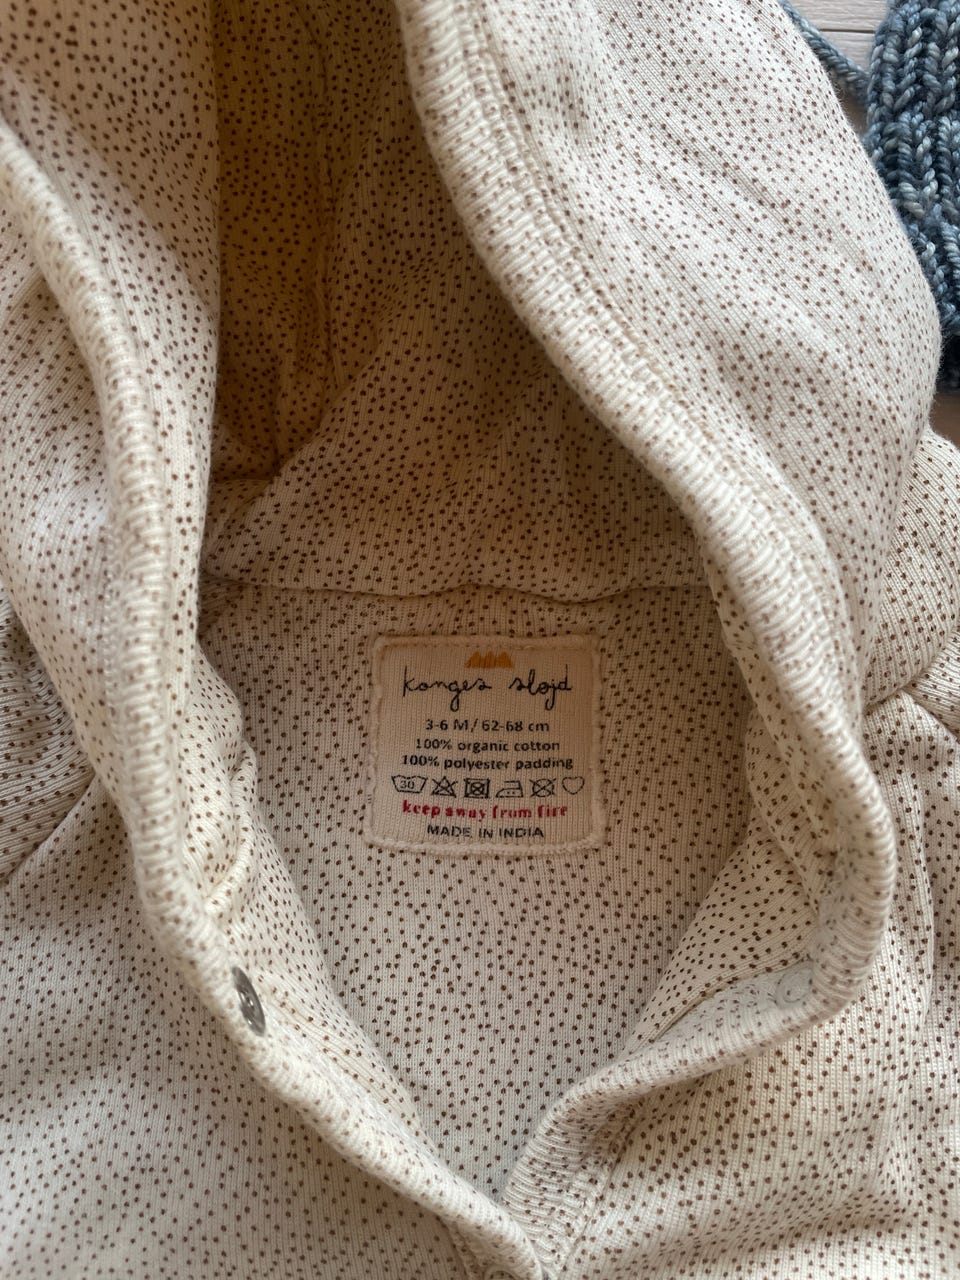 konges sløjd
3-6 M/ 62-68 cm
100% organic cotton
100% polyester padding
30
keep away from fire
MADE IN INDIA